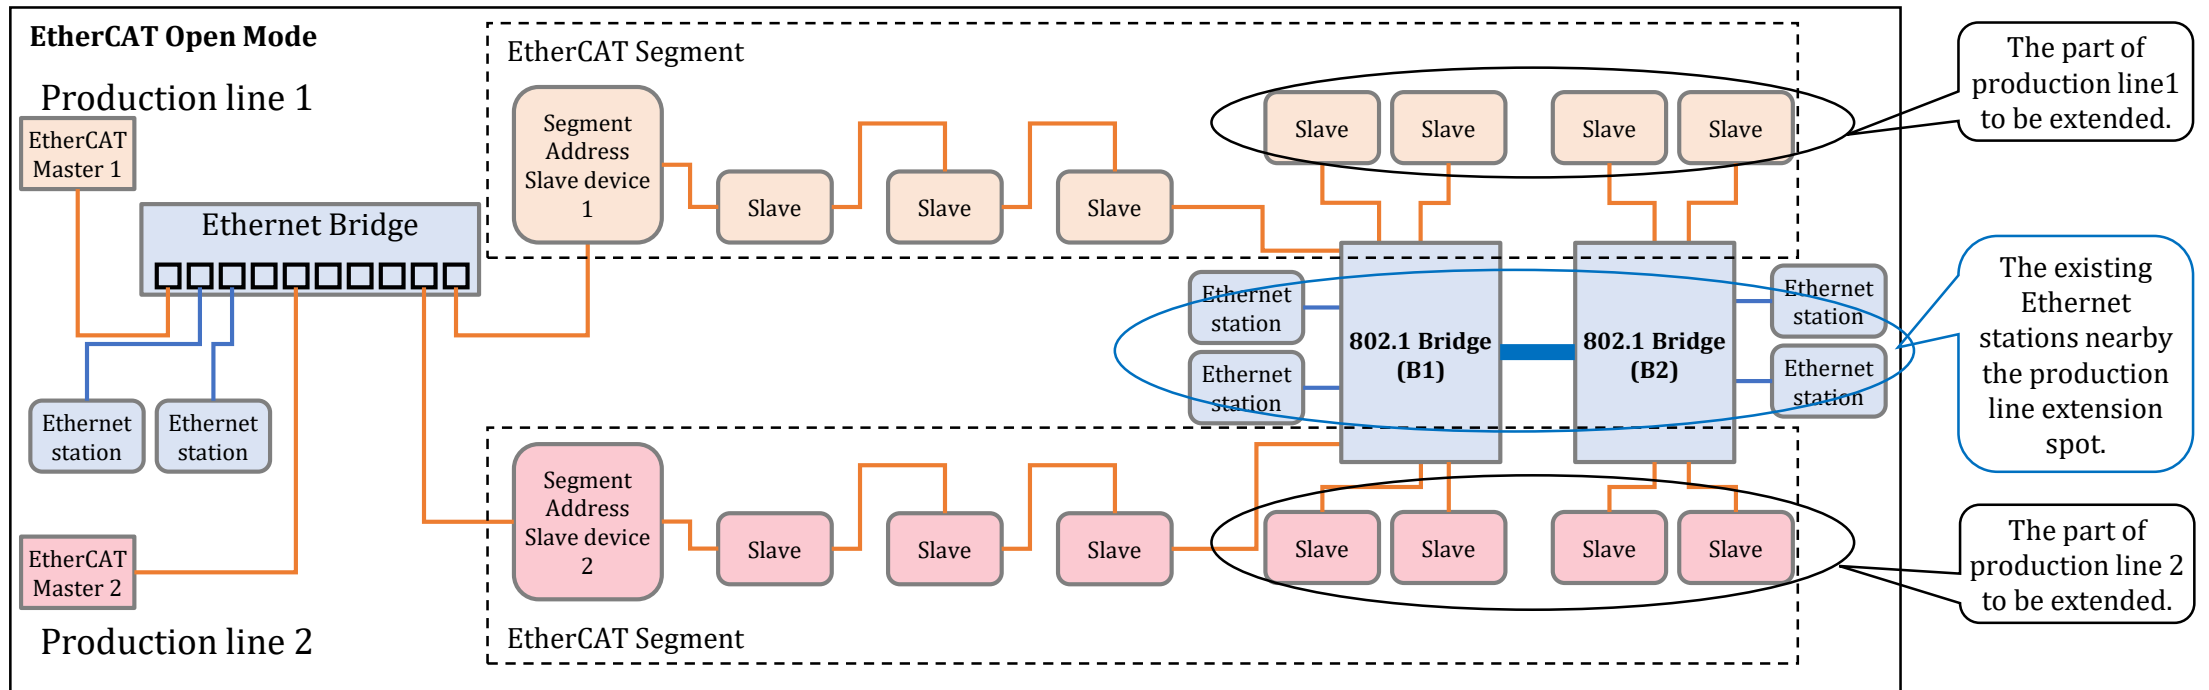 EtherCAT Open Mode
Production line 1
EtherCAT
Master 1
Ethernet Bridge
Ethernet
station
Ethernet
station
EtherCAT
Master 2
Production line 2
EtherCAT Segment
Segment
Address
Slave device
1
Slave
Slave
Slave
Slave
Slave
Slave
Slave
Ethernet
station
Ethernet
station
802.1 Bridge
(B1)
802.1 Bridge
(B2)
Ethernet
station
Ethernet
station
Segment
Address
Slave device
2
Slave
Slave
Slave
Slave
Slave
Slave
Slave
EtherCAT Segment
The part of
production line1
to be extended.
The existing
Ethernet
stations nearby
the production
line extension
spot.
The part of
production line 2
to be extended.